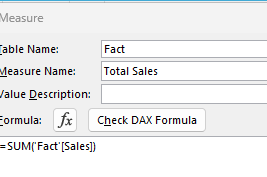 Measure
Table Name: Fact
Measure Name: Total Sales
Value Description:
Formula: fx Check DAX Formula
=SUM('Fact'[Sales])